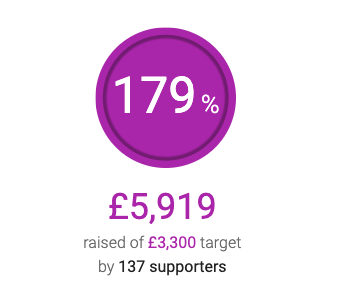 179 %
£5,919
raised of £3,300 target
by 137 supporters